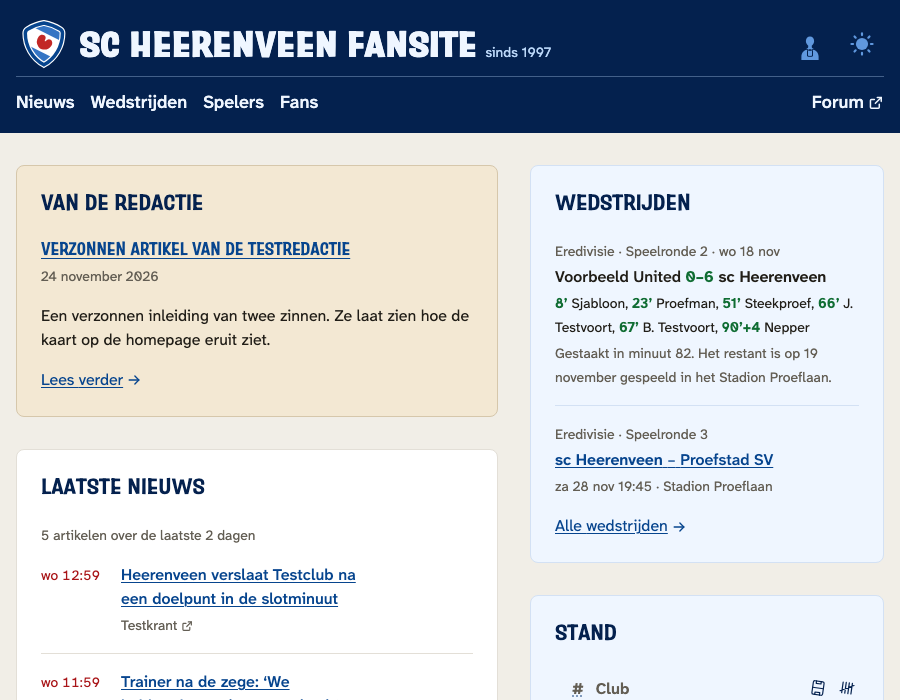 SC HEERENVEEN FANSITE sinds 1997
Nieuws Wedstrijden Spelers Fans Forum
VAN DE REDACTIE
VERZONNEN ARTIKEL VAN DE TESTREDACTIE
24 november 2026
Een verzonnen inleiding van twee zinnen. Ze laat zien hoe de
kaart op de homepage eruit ziet.
Lees verder →
LAATSTE NIEUWS
5 artikelen over de laatste 2 dagen
wo 12:59 Heerenveen verslaat Testclub na
een doelpunt in de slotminuut
Testkrant
wo 11:59 Trainer na de zege: ‘We
WEDSTRIJDEN
Eredivisie · Speelronde 2 · wo 18 nov
Voorbeeld United 0–6 sc Heerenveen
8’ Sjabloon, 23’ Proefman, 51’ Steekproef, 66’ J.
Testvoort, 67’ B. Testvoort, 90’+4 Nepper
Gestaakt in minuut 82. Het restant is op 19
november gespeeld in het Stadion Proeflaan.
Eredivisie · Speelronde 3
sc Heerenveen – Proefstad SV
za 28 nov 19:45 · Stadion Proeflaan
Alle wedstrijden →
STAND
# Club